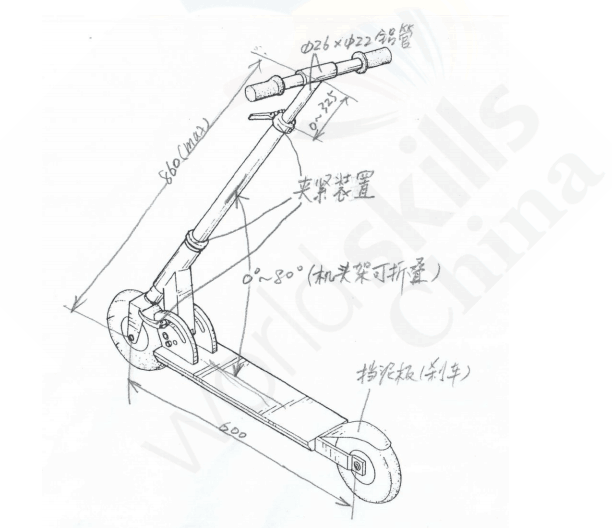 Φ26×Φ22铝管
0~325
860(max)
夹紧装置
0°~80°(机头架可折叠)
挡泥板(刹车)
600
worldskills
China